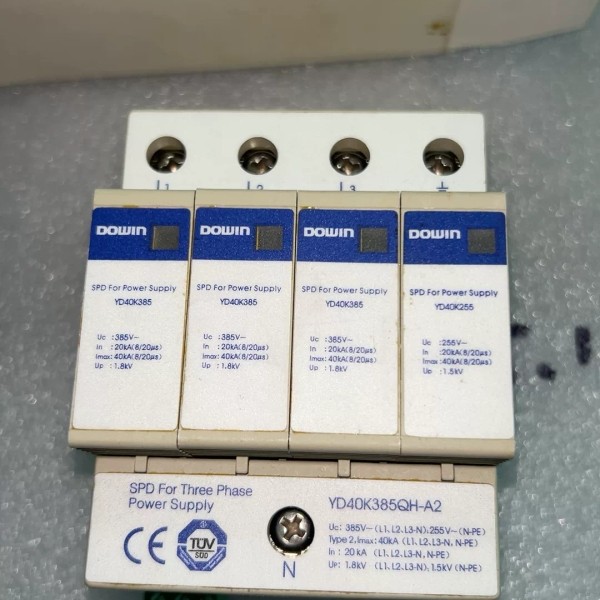 L1 L2 L3
DOWIN
SPD For Power Supply
YD40K385
Uc :385V~
In : 20kA(8/20μs)
Imax: 40kA(8/20μs)
Up : 1.8kV
DOWIN
SPD For Power Supply
YD40K385
Uc :385V~
In : 20kA(8/20μs)
Imax: 40kA(8/20μs)
Up : 1.8kV
DOWIN
SPD For Power Supply
YD40K385
Uc :385V~
In : 20kA(8/20μs)
Imax: 40kA(8/20μs)
Up : 1.8kV
DOWIN
SPD For Power Supply
YD40K255
Uc :255V~
In : 20kA(8/20μs)
Imax: 40kA(8/20μs)
Up : 1.5kV
SPD For Three Phase
Power Supply
CE
TÜV
SÜD
N
YD40K385QH-A2
Uc: 385V~(L1,L2,L3-N),255V~(N-PE)
Type 2,Imax: 40kA (L1,L2,L3-N, N-PE)
In : 20 kA (L1,L2,L3-N, N-PE)
Up : 1.8kV (L1,L2,L3-N), 1.5kV (N-PE)